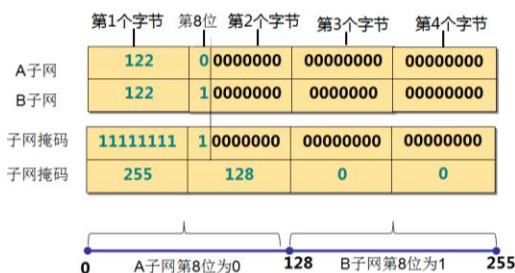 第1个字节 第8位 第2个字节 第3个字节 第4个字节
A子网 122 0 0000000 00000000 00000000
B子网 122 1 0000000 0000000 00000000
子网掩码 11111111 1 0000000 00000000 00000000
子网掩码 255 128 0 0
0 A子网第8位为0 128 B子网第8位为1 255